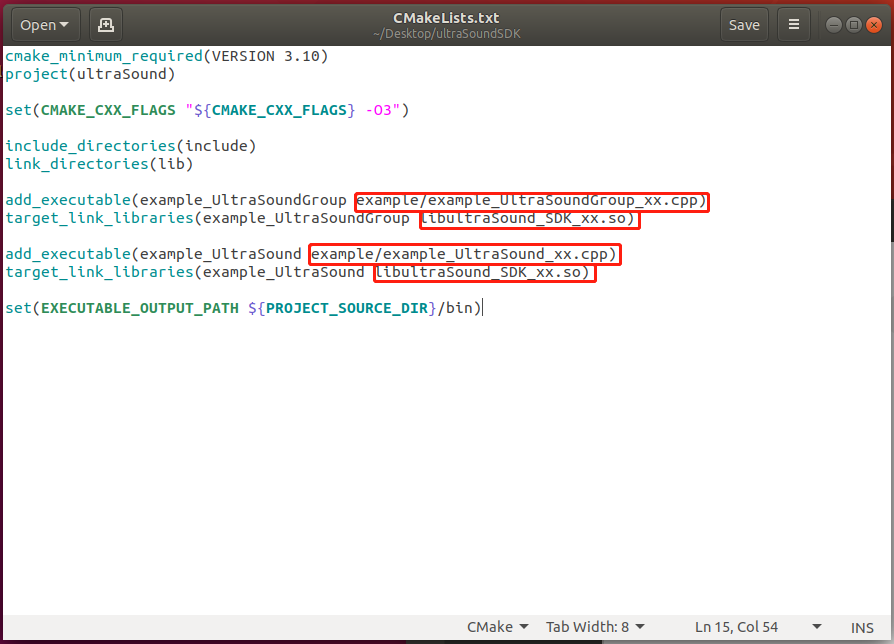 Open
CMakeLists.txt
~/Desktop/ultraSoundSDK
Save
cmake_minimum_required(VERSION 3.10)
project(ultraSound)
set(CMAKE_CXX_FLAGS "${CMAKE_CXX_FLAGS} -O3")
include_directories(include)
link_directories(lib)
add_executable(example_UltraSoundGroup example/example_UltraSoundGroup_xx.cpp)
target_link_libraries(example_UltraSoundGroup libultraSound_SDK_xx.so)
add_executable(example_UltraSound example/example_UltraSound_xx.cpp)
target_link_libraries(example_UltraSound libultraSound_SDK_xx.so)
set(EXECUTABLE_OUTPUT_PATH ${PROJECT_SOURCE_DIR}/bin)
CMake Tab Width: 8 Ln 15, Col 54 INS